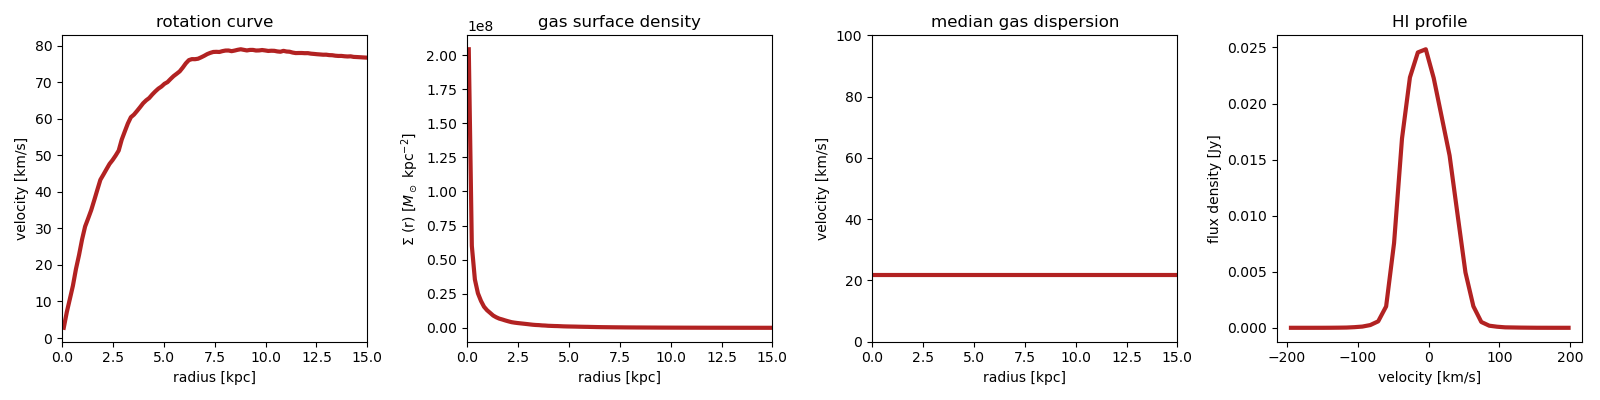 rotation curve
velocity [km/s]
80
70
60
50
40
30
20
10
0
0.0 2.5 5.0 7.5 10.0 12.5 15.0
radius [kpc]
gas surface density
1e8
Σ (r) [M⊙ kpc⁻²]
2.00
1.75
1.50
1.25
1.00
0.75
0.50
0.25
0.00
0.0 2.5 5.0 7.5 10.0 12.5 15.0
radius [kpc]
median gas dispersion
velocity [km/s]
100
80
60
40
20
0
0.0 2.5 5.0 7.5 10.0 12.5 15.0
radius [kpc]
HI profile
flux density [Jy]
0.025
0.020
0.015
0.010
0.005
0.000
−200 −100 0 100 200
velocity [km/s]